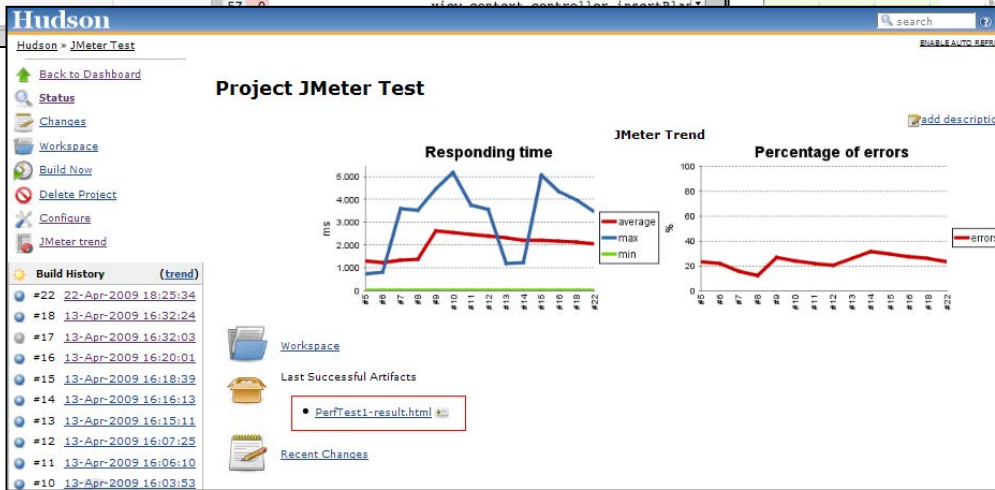 57 0 view_context.controller.insertPlan
Hudson
search
Hudson » JMeter Test
ENABLE AUTO REFR
Back to Dashboard
Status
Changes
Workspace
Build Now
Delete Project
Configure
JMeter trend
Build History (trend)
#22 22-Apr-2009 18:25:34
#18 13-Apr-2009 16:32:24
#17 13-Apr-2009 16:32:03
#16 13-Apr-2009 16:20:01
#15 13-Apr-2009 16:18:39
#14 13-Apr-2009 16:16:13
#13 13-Apr-2009 16:15:11
#12 13-Apr-2009 16:07:25
#11 13-Apr-2009 16:06:10
#10 13-Apr-2009 16:03:53
Project JMeter Test
add descriptio
JMeter Trend
Responding time
5.000
4.000
3.000
2.000
1.000
0
ms
#5 #6 #7 #8 #9 #10 #11 #12 #13 #14 #15 #16 #18 #22
average
max
min
Percentage of errors
100
80
60
40
20
0
%
#5 #6 #7 #8 #9 #10 #11 #12 #13 #14 #15 #16 #18 #22
errors
Workspace
Last Successful Artifacts
PerfTest1-result.html
Recent Changes